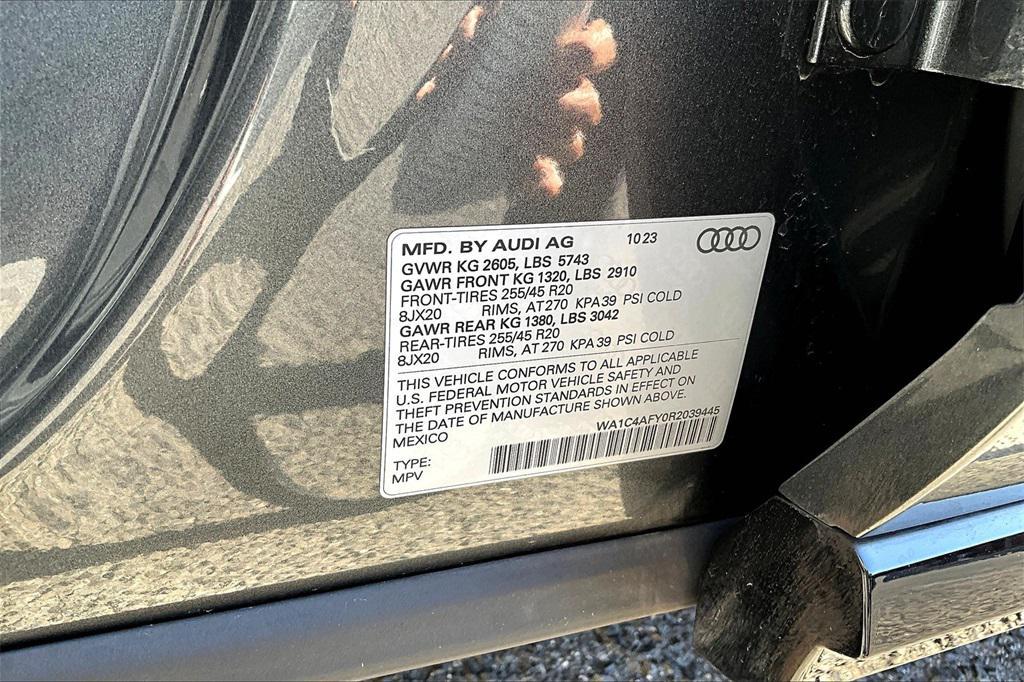 MFD. BY AUDI AG 10 23
GVWR KG 2605, LBS 5743
GAWR FRONT KG 1320, LBS 2910
FRONT-TIRES 255/45 R20
8JX20 RIMS, AT 270 KPA 39 PSI COLD
GAWR REAR KG 1380, LBS 3042
REAR-TIRES 255/45 R20
8JX20 RIMS, AT 270 KPA 39 PSI COLD
THIS VEHICLE CONFORMS TO ALL APPLICABLE
U.S. FEDERAL MOTOR VEHICLE SAFETY AND
THEFT PREVENTION STANDARDS IN EFFECT ON
THE DATE OF MANUFACTURE SHOWN ABOVE.
MEXICO WA1C4AFY0R2039445
TYPE:
MPV